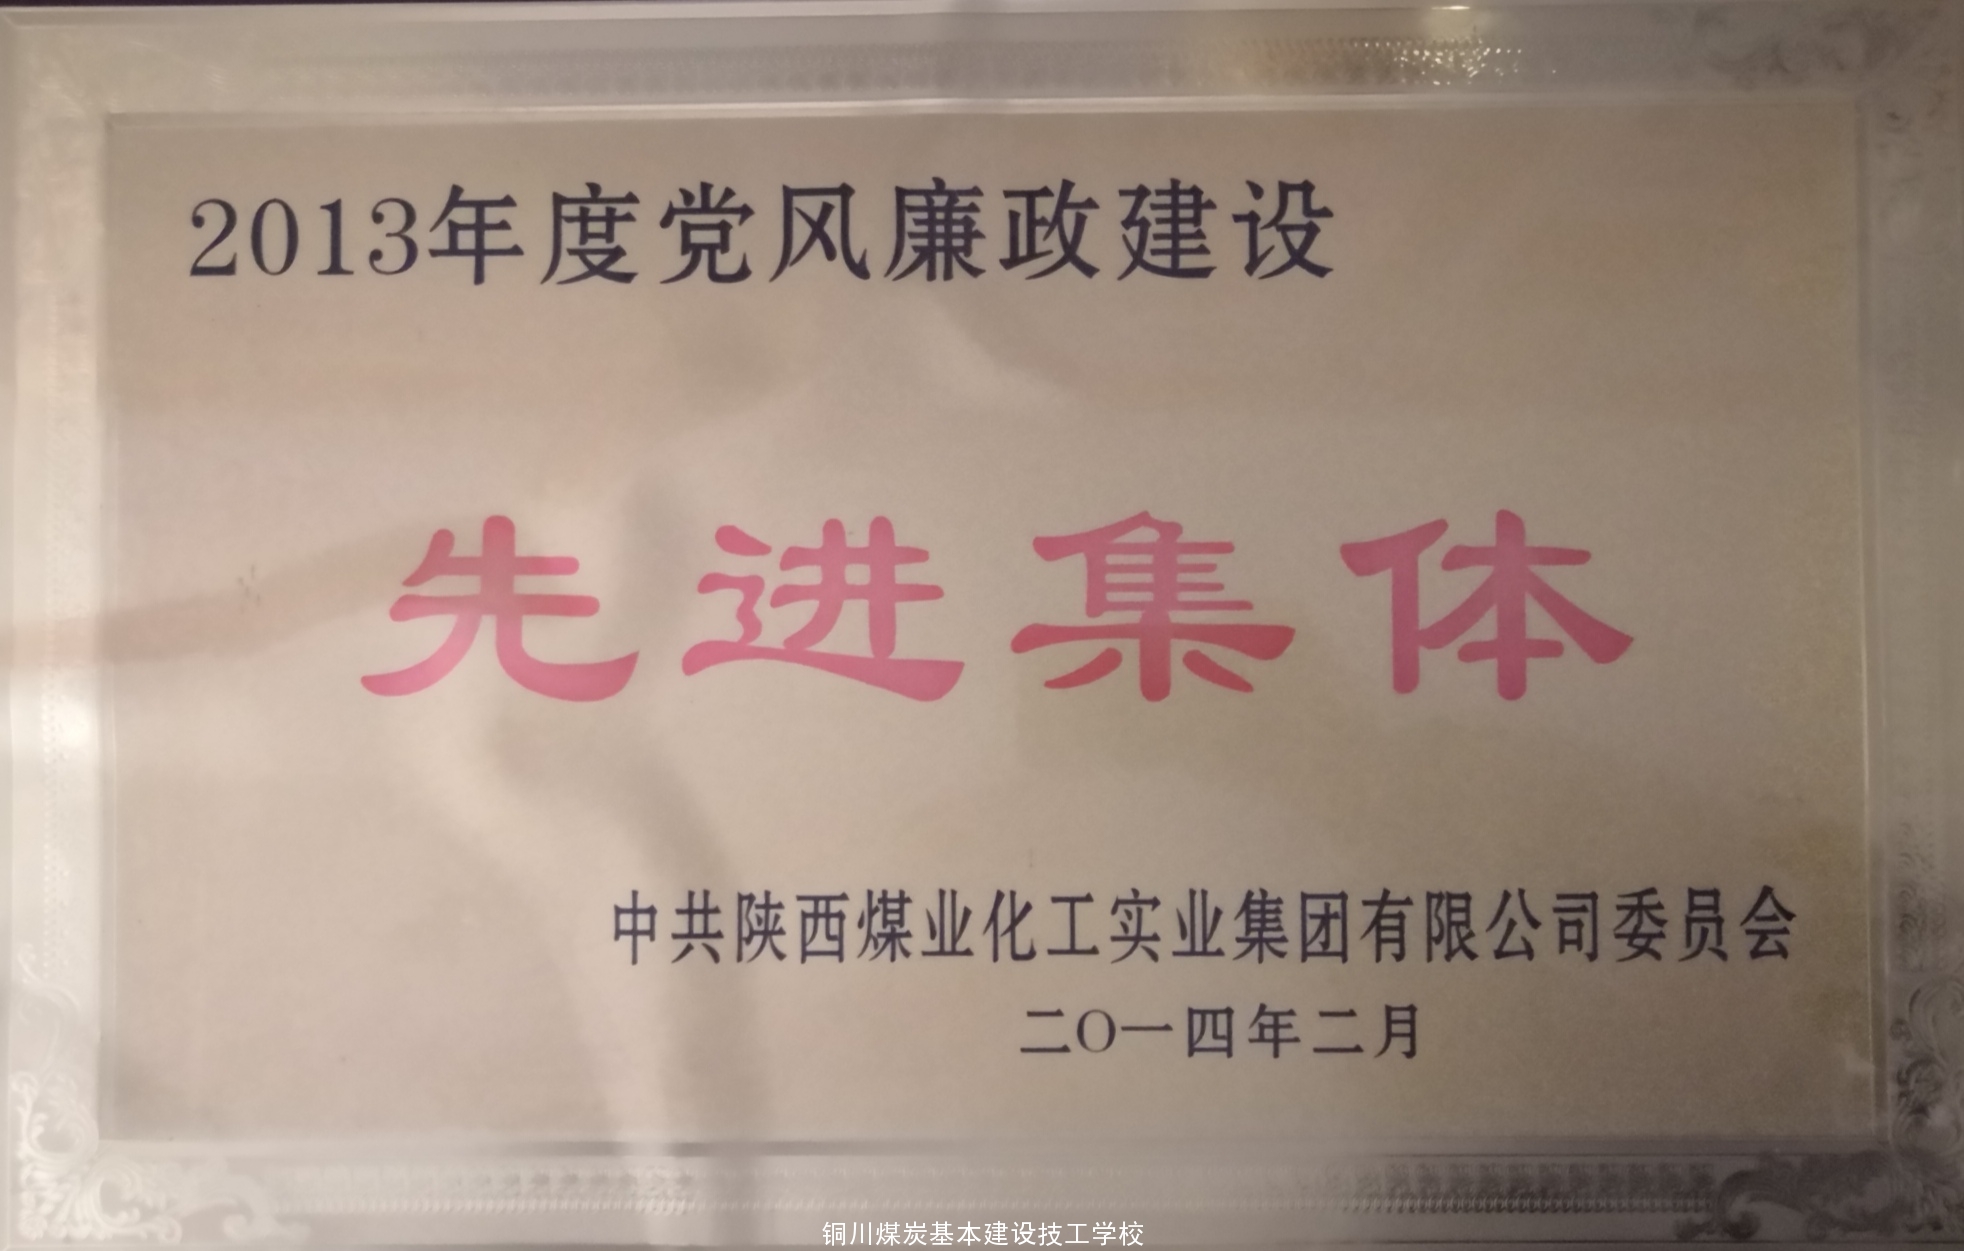 2013年度党风廉政建设
先进集体
中共陕西煤业化工实业集团有限公司委员会
二〇一四年二月
铜川煤炭基本建设技工学校